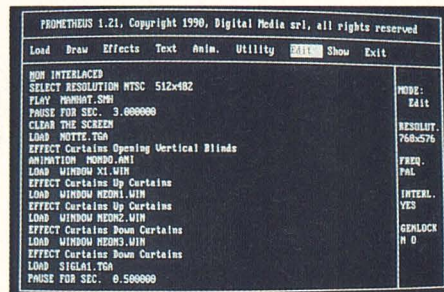 PROMETHEUS 1.21, Copyright 1990, Digital Media srl, all rights reserved
Load Draw Effects Text Anim. Utility Edit Show Exit
NON INTERLACED
SELECT RESOLUTION NTSC 512x482
PLAY MANHAT.SMH
PAUSE FOR SEC. 3.000000
CLEAR THE SCREEN
LOAD NOTTE.TGA
EFFECT Curtains Opening Vertical Blinds
ANIMATION MONDO.ANI
LOAD WINDOW X1.WIN
EFFECT Curtains Up Curtains
LOAD WINDOW NEON1.WIN
EFFECT Curtains Up Curtains
LOAD WINDOW NEON2.WIN
EFFECT Curtains Down Curtains
LOAD WINDOW NEON3.WIN
EFFECT Curtains Down Curtains
LOAD SIGLA1.TGA
PAUSE FOR SEC. 0.500000
MODE:
Edit
RESOLUT.
768x576
FREQ.
PAL
INTERL.
YES
GENLOCK
N O